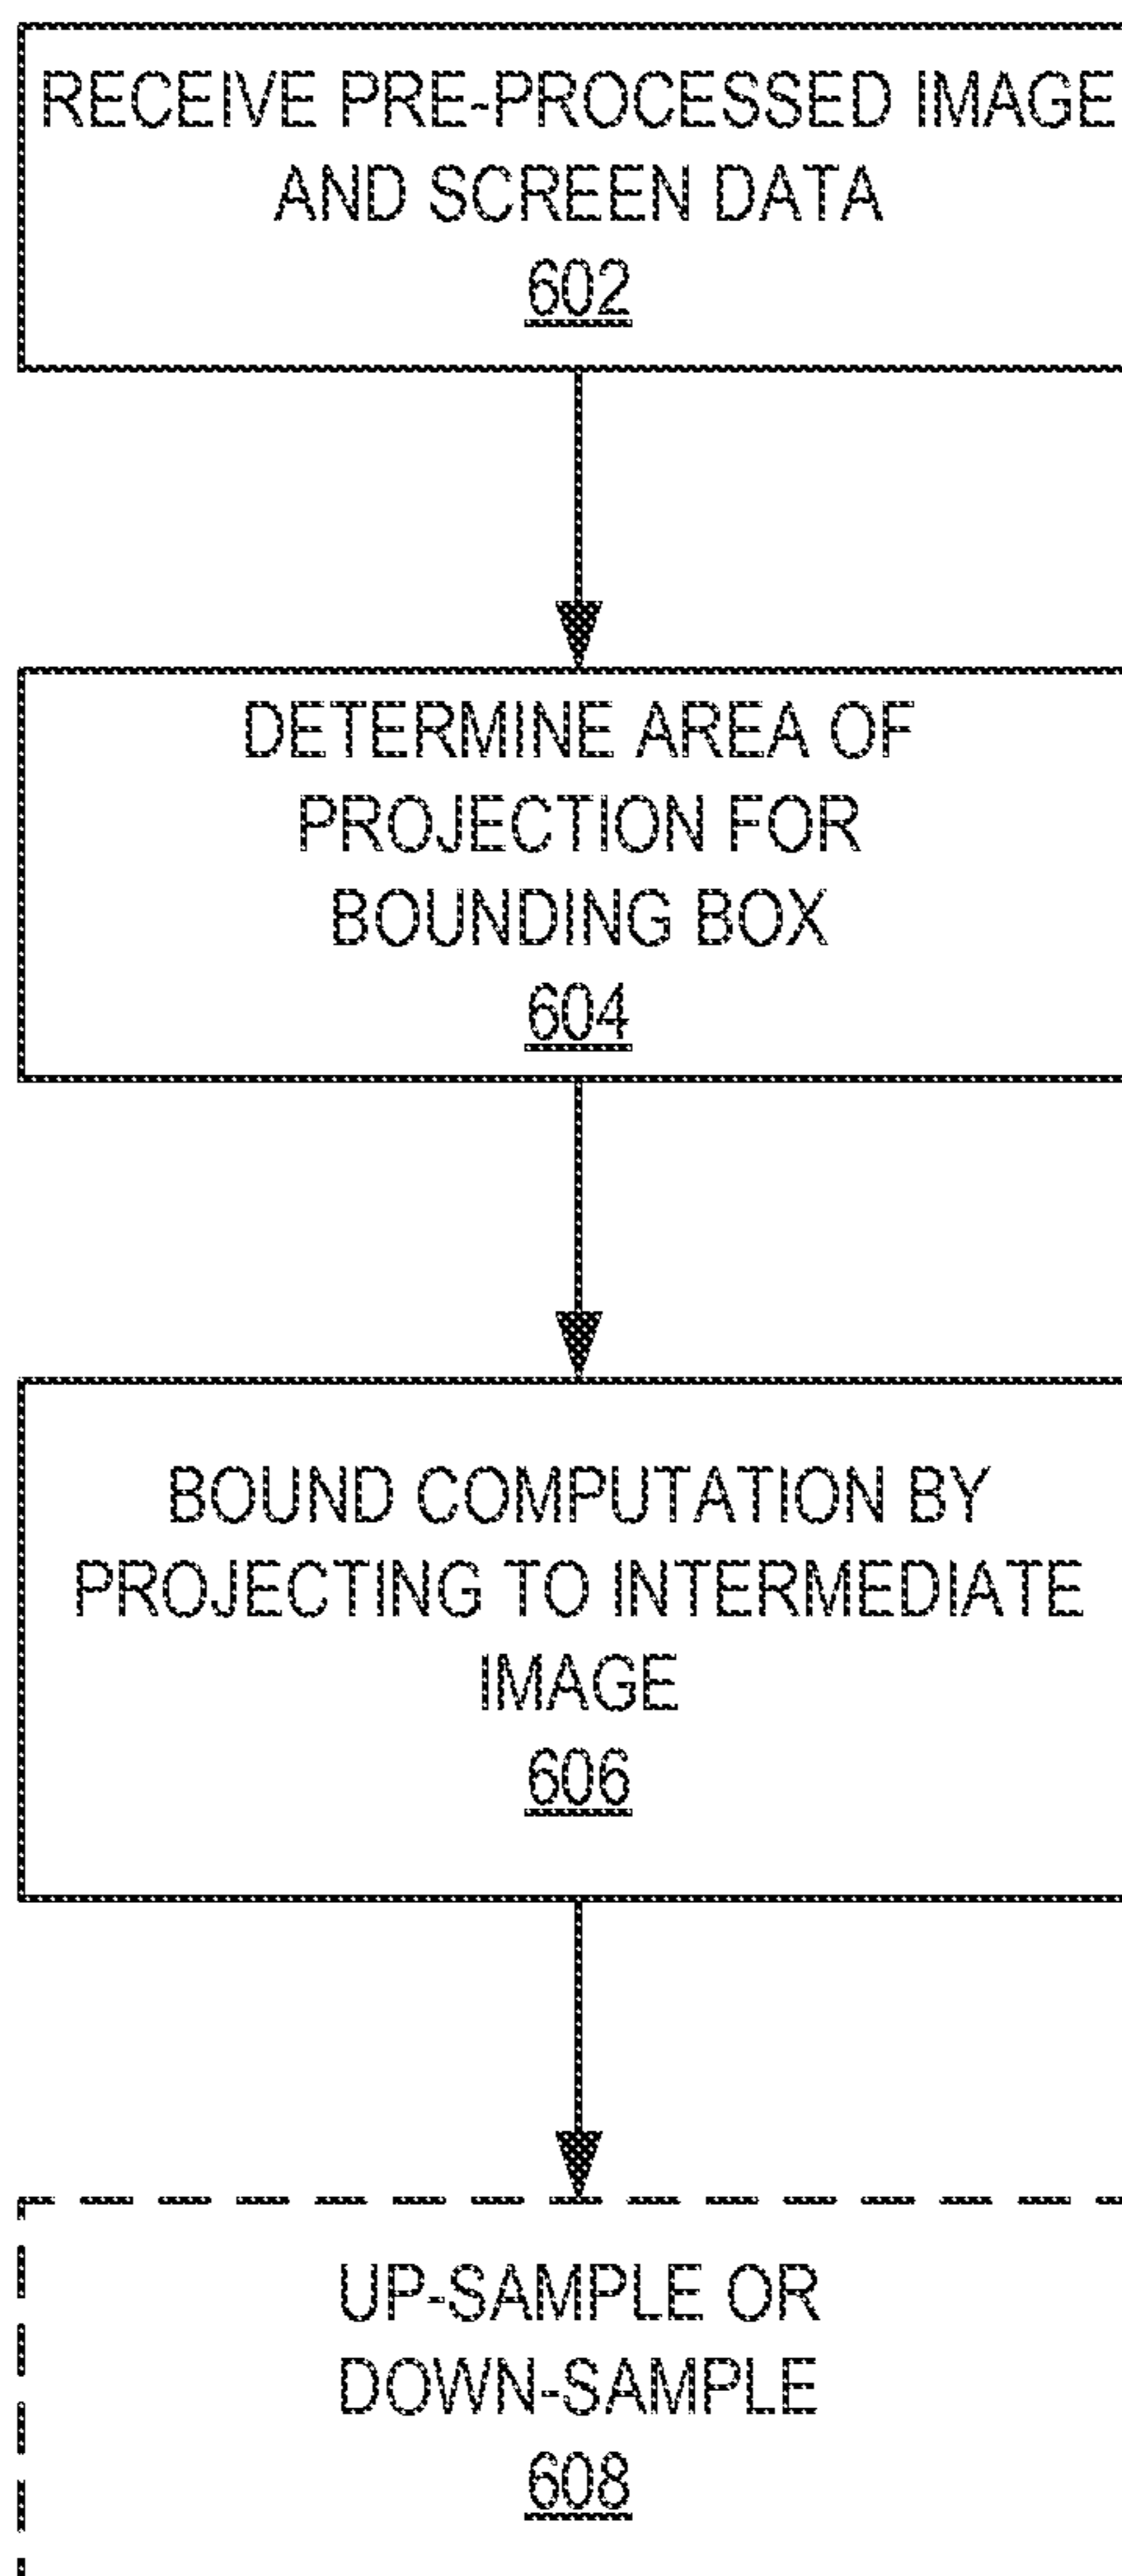 RECEIVE PRE-PROCESSED IMAGE
AND SCREEN DATA
602
DETERMINE AREA OF
PROJECTION FOR
BOUNDING BOX
604
BOUND COMPUTATION BY
PROJECTING TO INTERMEDIATE
IMAGE
606
UP-SAMPLE OR
DOWN-SAMPLE
608